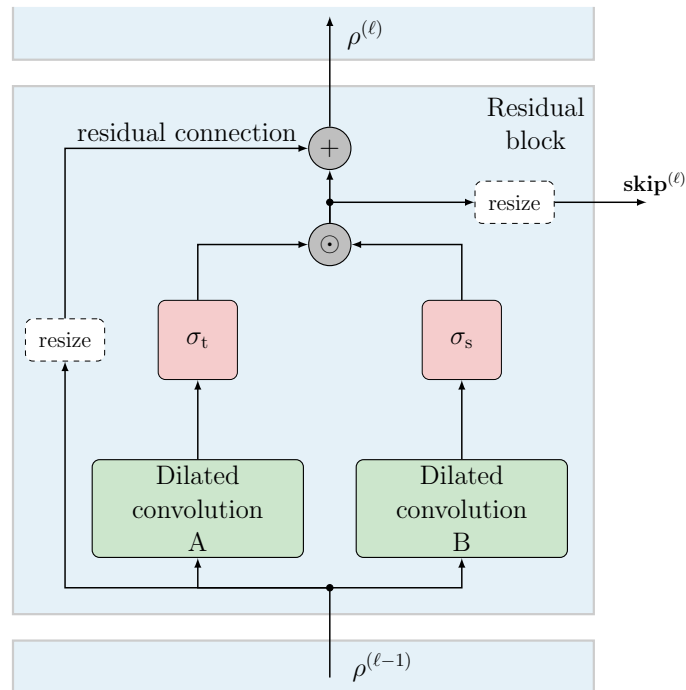 ρ^(ℓ)
Residual
block
residual connection
+
skip^(ℓ)
resize
⊙
resize
σ_t
σ_s
Dilated
convolution
A
Dilated
convolution
B
ρ^(ℓ−1)